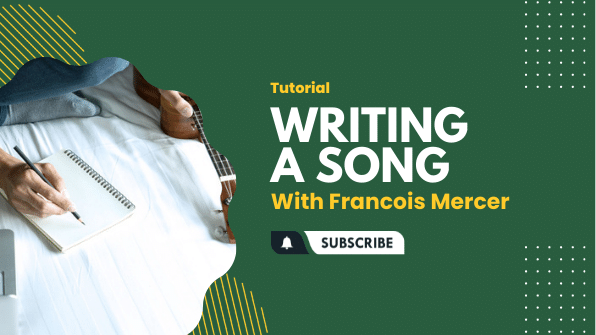 Tutorial
WRITING
A SONG
With Francois Mercer
SUBSCRIBE